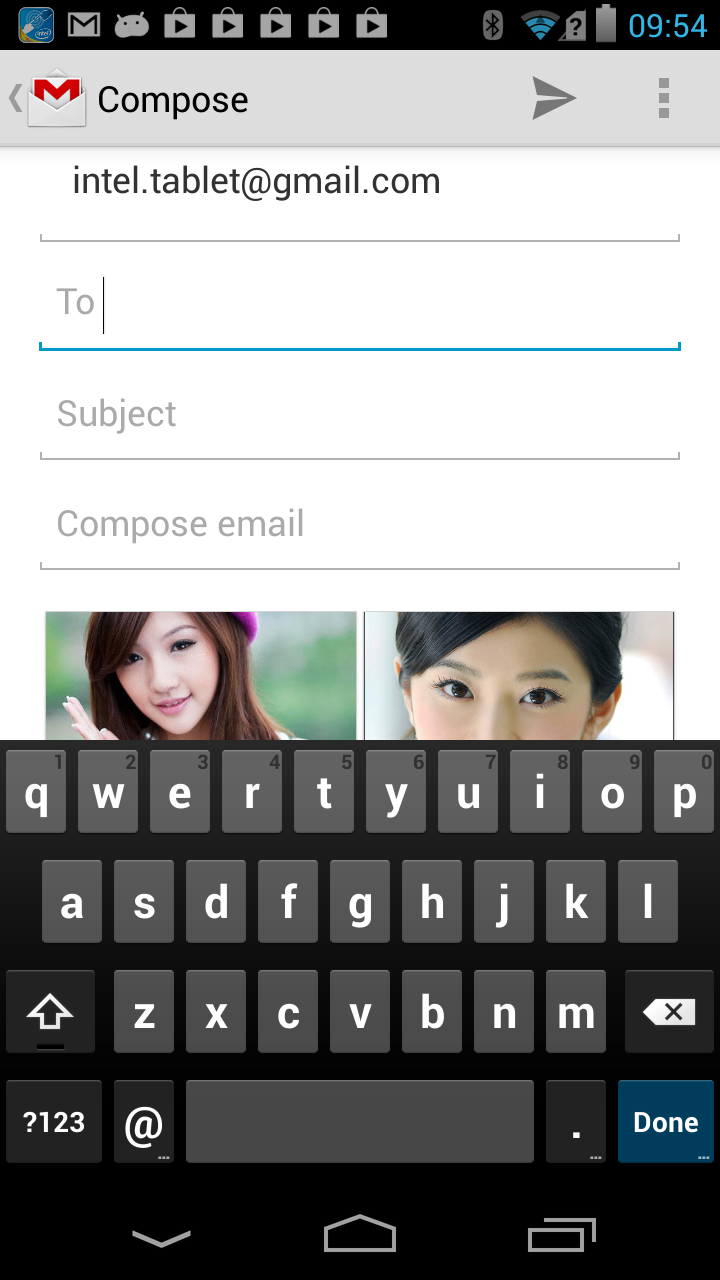 09:54
Compose
intel.tablet@gmail.com
To
Subject
Compose email
1 2 3 4 5 6 7 8 9 0
q w e r t y u i o p
a s d f g h j k l
z x c v b n m
?123 @ . Done